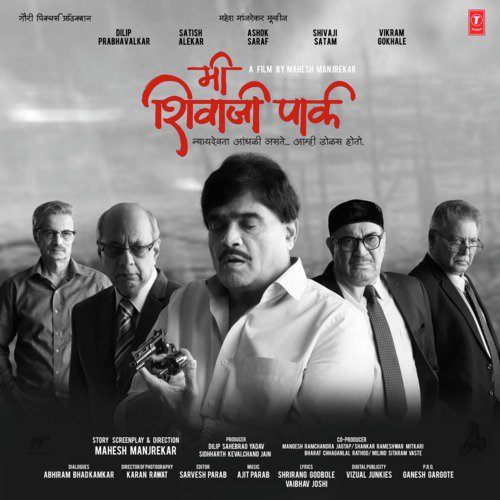 गौरी पिक्चर्स प्रॉडक्शन
महेश मांजरेकर मूव्हीज
T
SERIES
DILIP PRABHAVALKAR
SATISH ALEKAR
ASHOK SARAF
SHIVAJI SATAM
VIKRAM GOKHALE
A FILM BY MAHESH MANJREKAR
मी
शिवाजी पार्क
न्यायदेवता आंधळी असते... आम्ही डोळस होतो.
STORY SCREENPLAY & DIRECTION
MAHESH MANJREKAR
PRODUCER
DILIP SAHEBRAO YADAV
SIDHHARTH KEVALCHAND JAIN
CO-PRODUCER
MANGESH RAMCHANDRA JAGTAP/ SHANKAR RAMESHWAR MITKARI
BHARAT CHHAGANLAL RATHOD/ MILIND SITARAM VASTE
DIALOGUES
ABHIRAM BHADKAMKAR
DIRECTOR OF PHOTOGRAPHY
KARAN RAWAT
EDITOR
SARVESH PARAB
MUSIC
AJIT PARAB
LYRICS
SHRIRANG GODBOLE
VAIBHAV JOSHI
DIGITAL PUBLICITY
VIZUAL JUNKIES
P.R.O.
GANESH GARGOTE